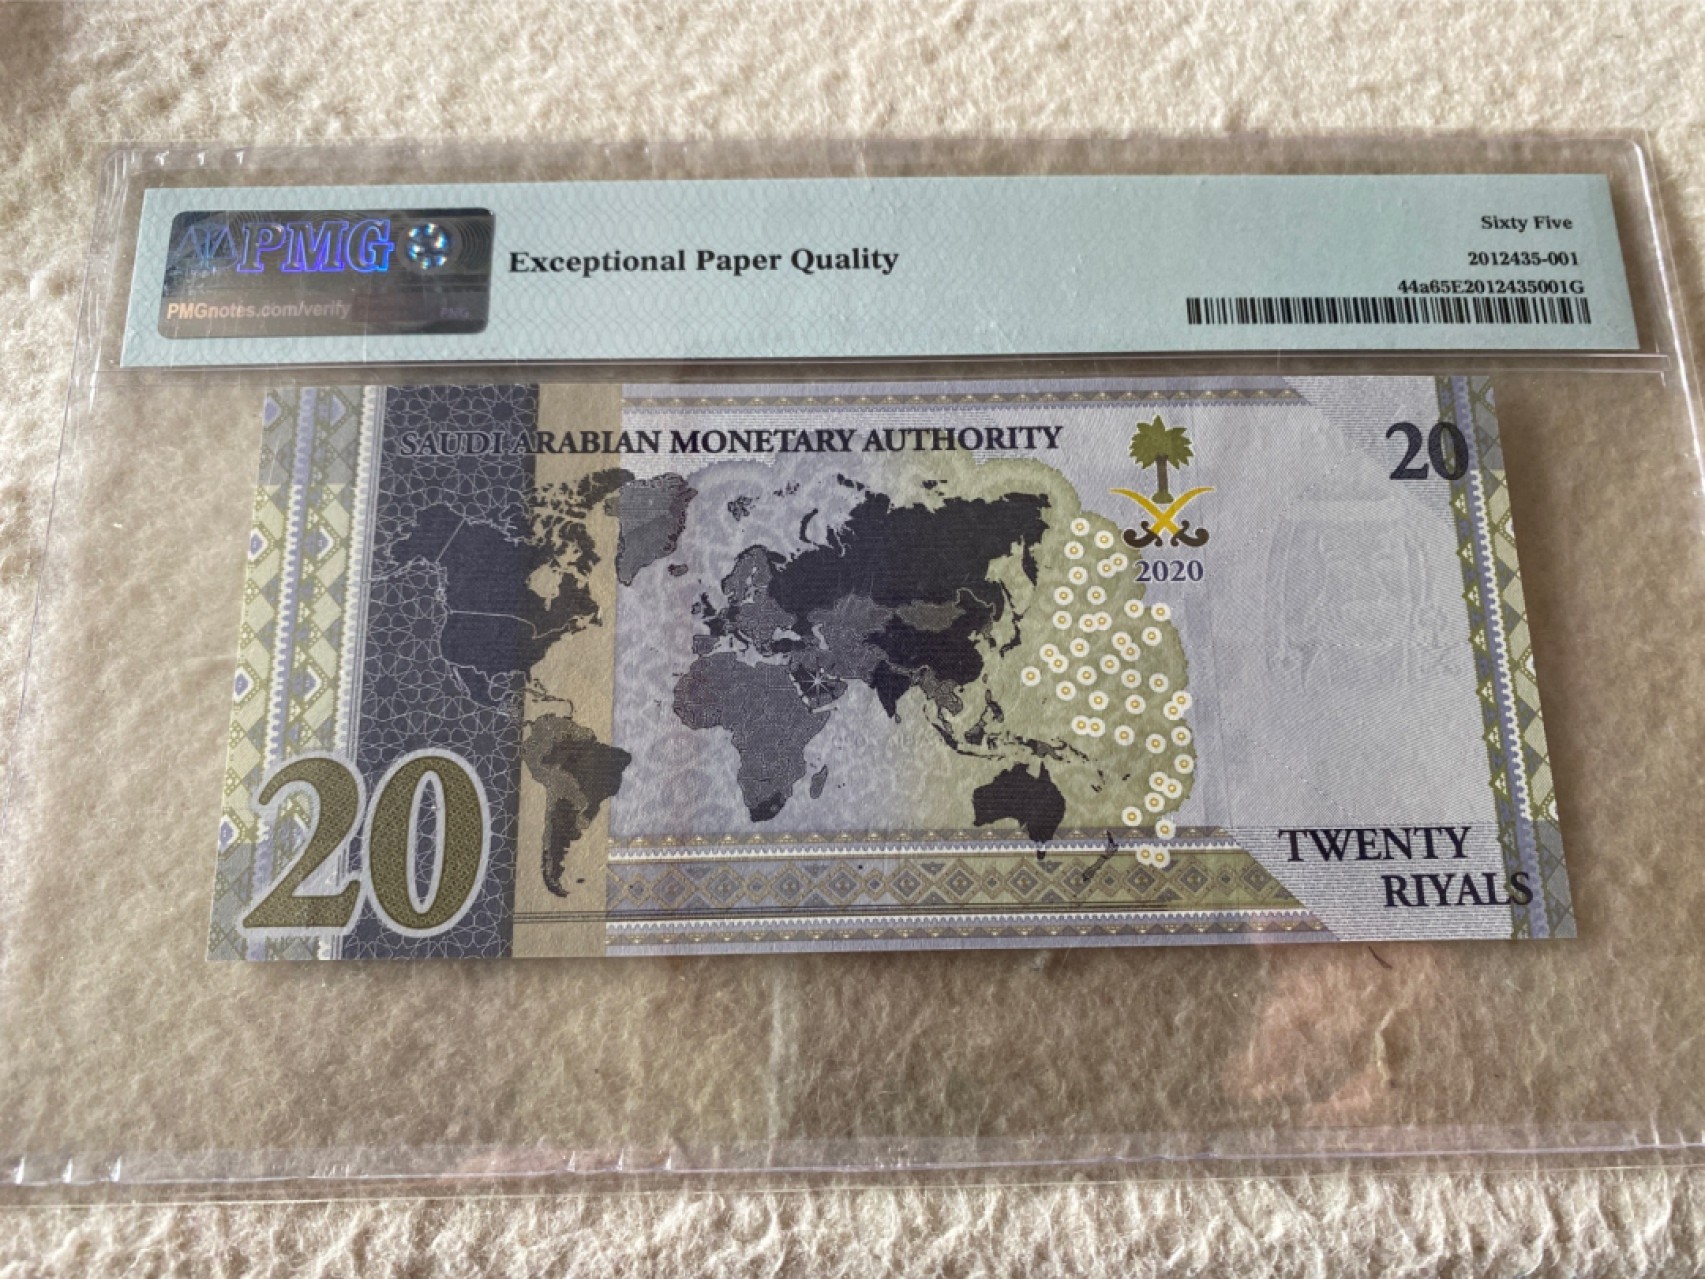 PMG
PMGnotes.com/verify
PMG
Exceptional Paper Quality
Sixty Five
2012435-001
44a65E2012435001G
SAUDI ARABIAN MONETARY AUTHORITY
20
2020
20
TWENTY
RIYALS